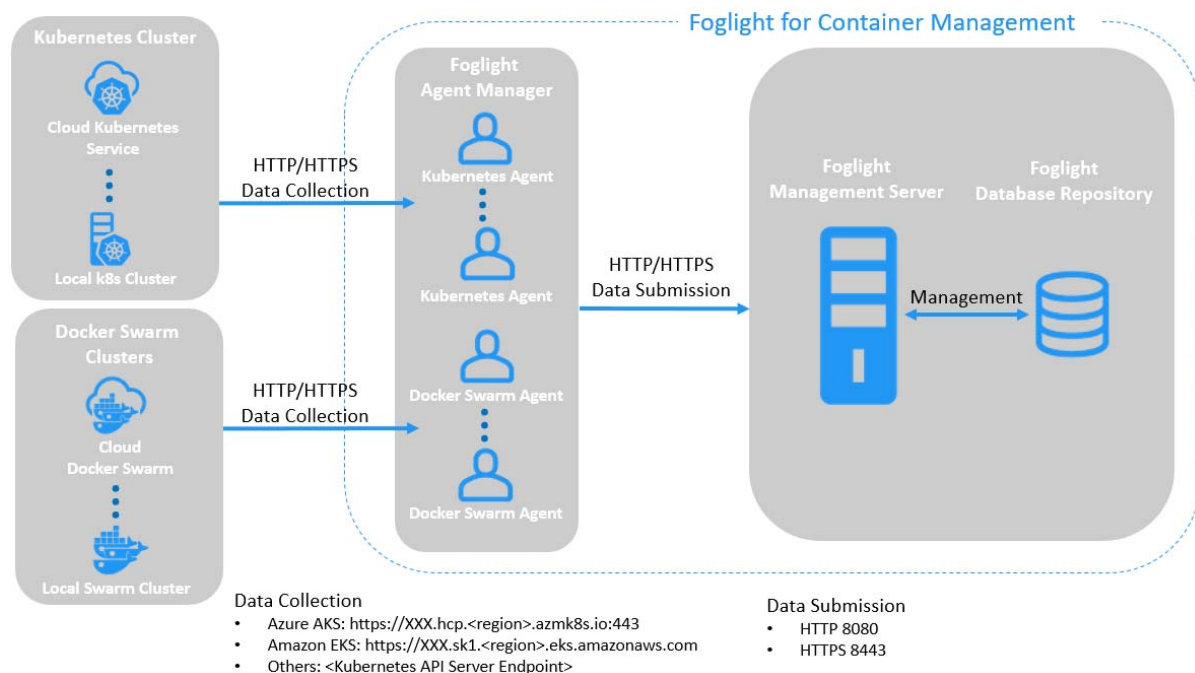 Foglight for Container Management
Kubernetes Cluster
Cloud Kubernetes
Service
Local k8s Cluster
HTTP/HTTPS
Data Collection
Docker Swarm
Clusters
Cloud
Docker Swarm
Local Swarm Cluster
HTTP/HTTPS
Data Collection
Foglight
Agent Manager
Kubernetes Agent
Kubernetes Agent
Docker Swarm Agent
Docker Swarm Agent
HTTP/HTTPS
Data Submission
Foglight
Management Server
Management
Foglight
Database Repository
Data Collection
• Azure AKS: https://XXX.hcp.<region>.azmk8s.io:443
• Amazon EKS: https://XXX.sk1.<region>.eks.amazonaws.com
• Others: <Kubernetes API Server Endpoint>
Data Submission
• HTTP 8080
• HTTPS 8443